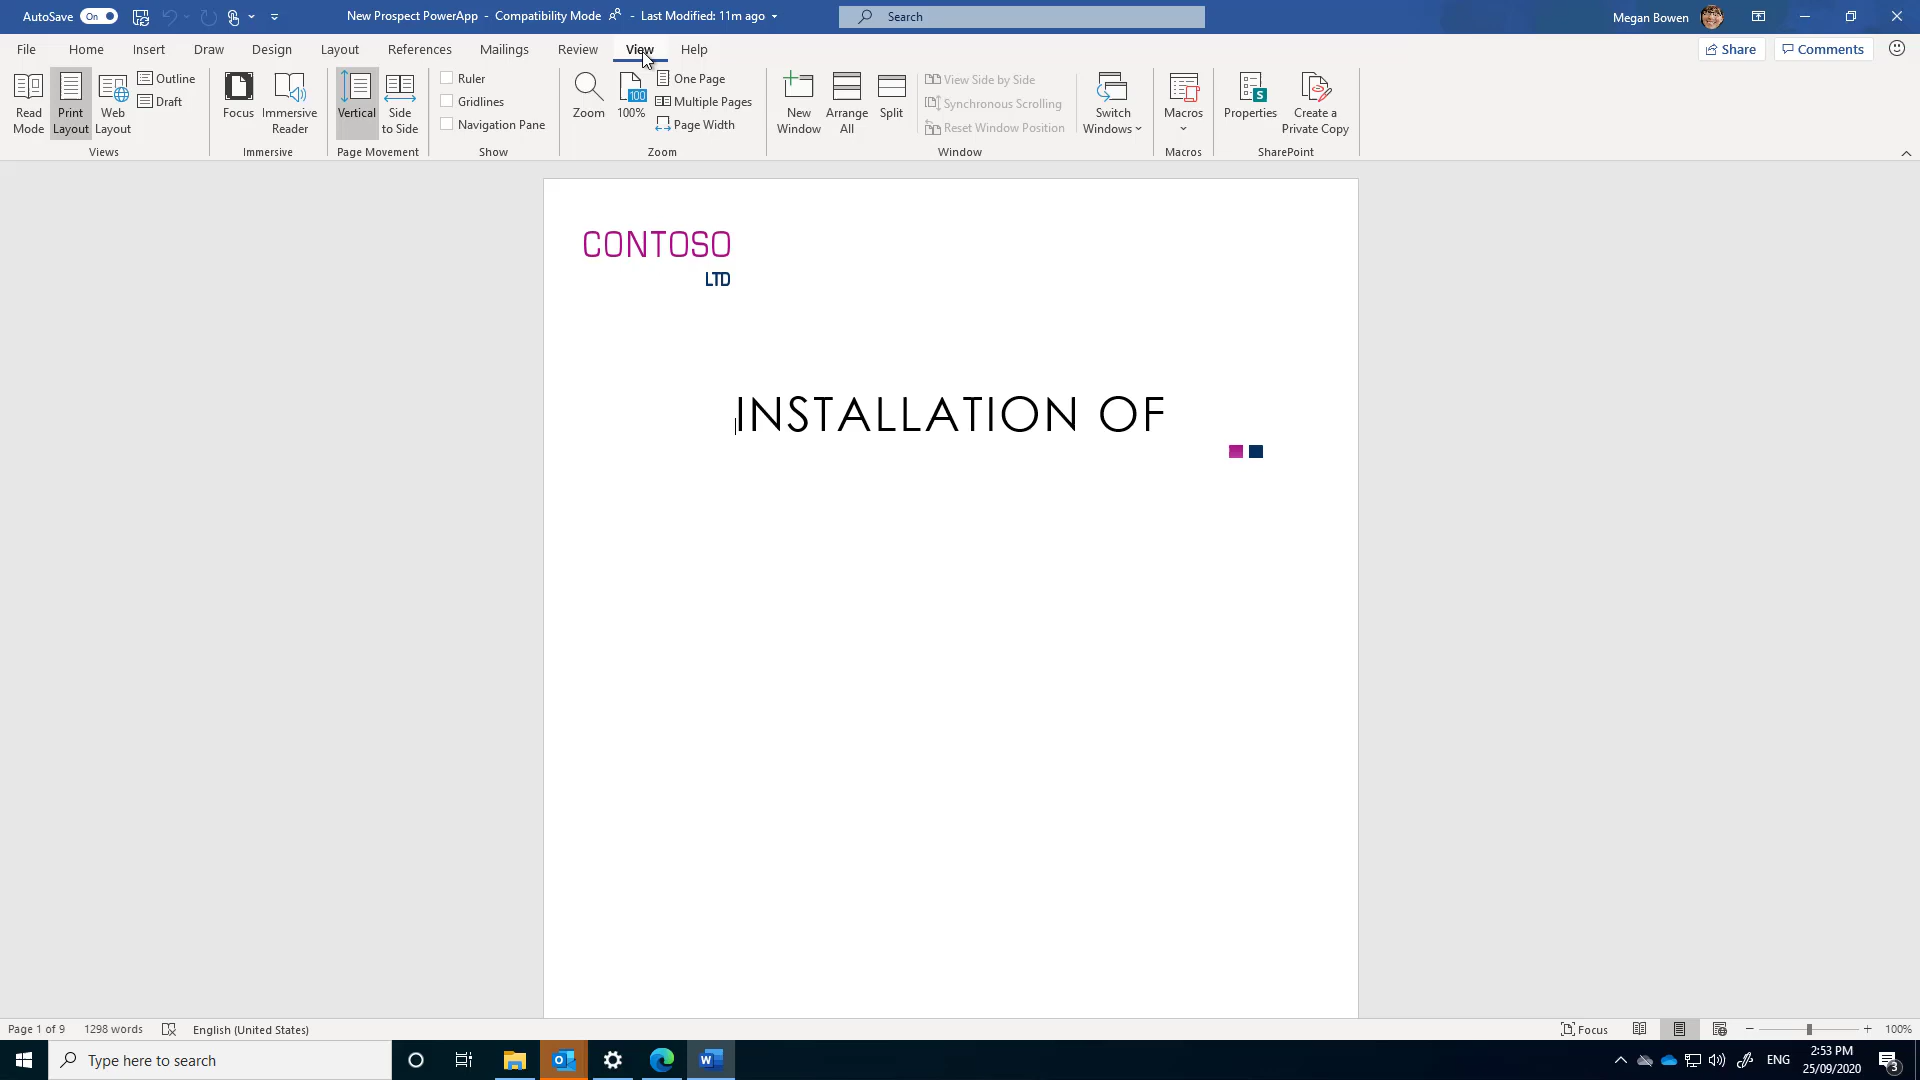 AutoSave On New Prospect PowerApp - Compatibility Mode - Last Modified: 11m ago Search Megan Bowen
File Home Insert Draw Design Layout References Mailings Review View Help Share Comments
Read Mode Print Layout Web Layout Outline Draft
Views
Focus Immersive Reader
Immersive
Vertical Side to Side
Page Movement
Ruler
Gridlines
Navigation Pane
Show
Zoom 100 100% One Page Multiple Pages Page Width
Zoom
New Window Arrange All Split View Side by Side Synchronous Scrolling Reset Window Position Switch Windows
Window
Macros
Macros
S Properties Create a Private Copy
SharePoint
CONTOSO
LTD
INSTALLATION OF
Page 1 of 9 1298 words English (United States) Focus 100%
Type here to search ENG 2:53 PM
25/09/2020 3